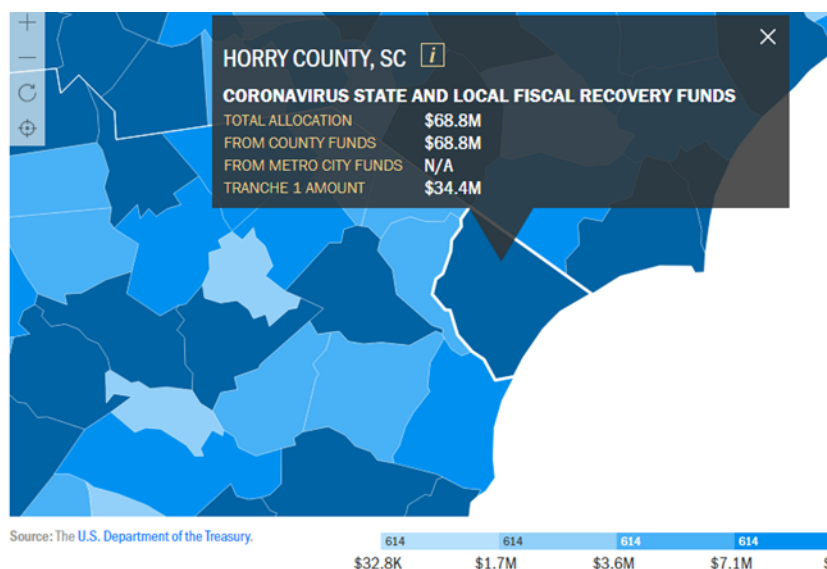 HORRY COUNTY, SC i
CORONAVIRUS STATE AND LOCAL FISCAL RECOVERY FUNDS
TOTAL ALLOCATION $68.8M
FROM COUNTY FUNDS $68.8M
FROM METRO CITY FUNDS N/A
TRANCHE 1 AMOUNT $34.4M
Source: The U.S. Department of the Treasury.
614 614 614 614
$32.8K $1.7M $3.6M $7.1M